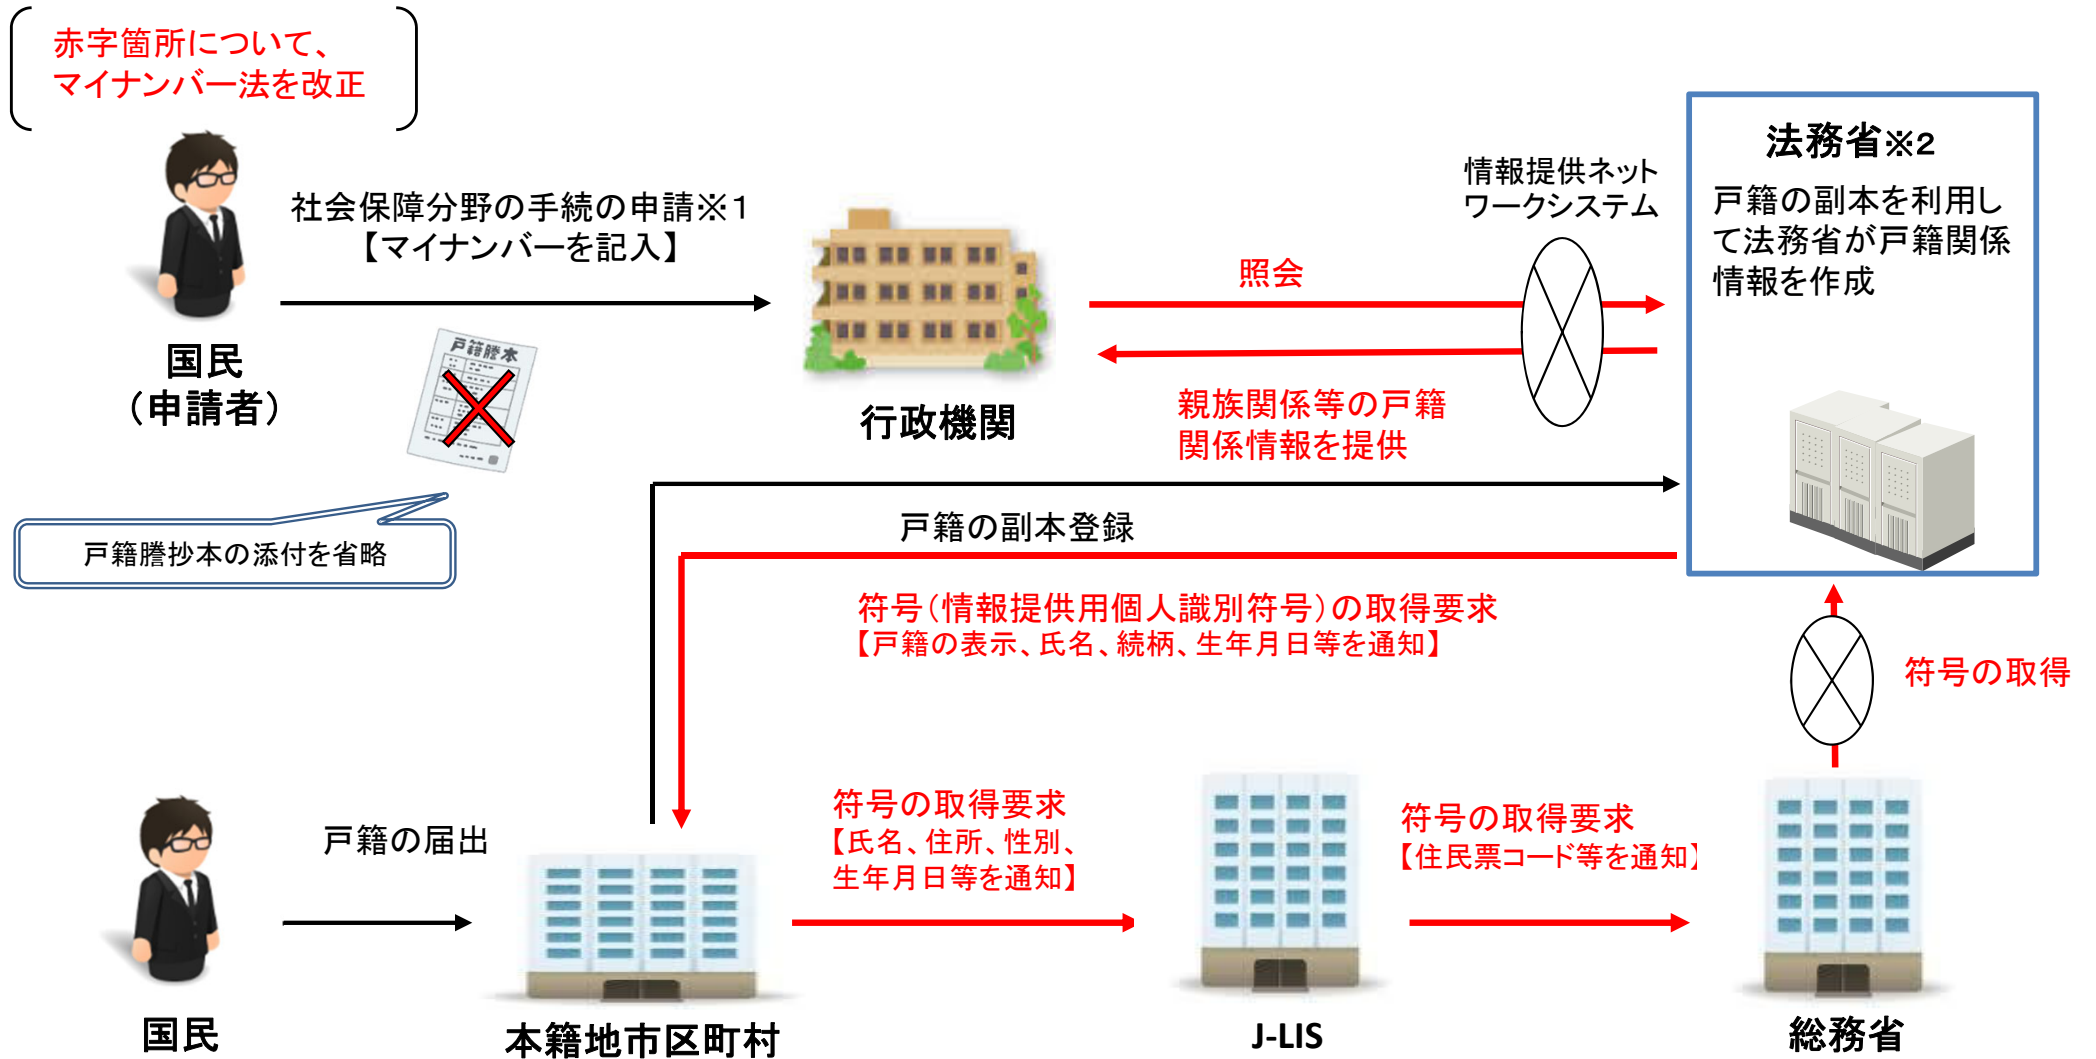 赤字箇所について、
マイナンバー法を改正
社会保障分野の手続の申請※1
【マイナンバーを記入】
国民
（申請者）
戸籍謄本
戸籍謄抄本の添付を省略
行政機関
照会
親族関係等の戸籍
関係情報を提供
情報提供ネット
ワークシステム
法務省※2
戸籍の副本を利用し
て法務省が戸籍関係
情報を作成
戸籍の副本登録
符号（情報提供用個人識別符号）の取得要求
【戸籍の表示、氏名、続柄、生年月日等を通知】
符号の取得
戸籍の届出
国民
本籍地市区町村
符号の取得要求
【氏名、住所、性別、
生年月日等を通知】
J-LIS
符号の取得要求
【住民票コード等を通知】
総務省